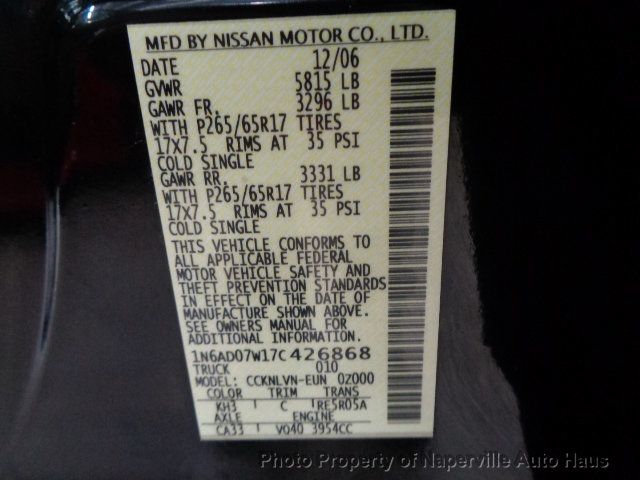 MFD BY NISSAN MOTOR CO., LTD.
DATE 12/06
GVWR 5815 LB
GAWR FR. 3296 LB
WITH P265/65R17 TIRES
17X7.5 RIMS AT 35 PSI
COLD SINGLE
GAWR RR. 3331 LB
WITH P265/65R17 TIRES
17X7.5 RIMS AT 35 PSI
COLD SINGLE
THIS VEHICLE CONFORMS TO
ALL APPLICABLE FEDERAL
MOTOR VEHICLE SAFETY AND
THEFT PREVENTION STANDARDS
IN EFFECT ON THE DATE OF
MANUFACTURE SHOWN ABOVE.
SEE OWNERS MANUAL FOR
ADDITIONAL INFORMATION.
1N6AD07W17C426868
TRUCK 010
MODEL: CCKNLVN-EUN 0Z000
COLOR TRIM TRANS
KH3 C RE5R05A
AXLE ENGINE
CA33 VQ40 3954CC
Photo Property of Naperville Auto Haus